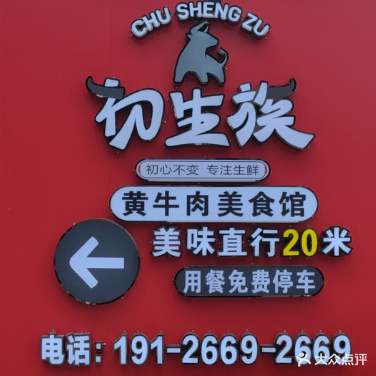 CHU SHENG ZU
初生族
初心不变 专注生鲜
黄牛肉美食馆
美味直行20米
用餐免费停车
电话：191-2669-2669
大众点评